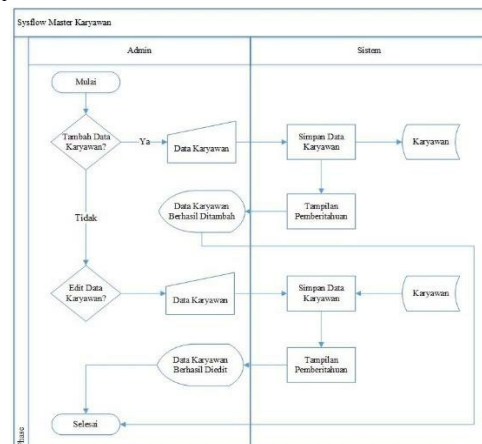 Sysflow Master Karyawan
Admin
Sistem
Mulai
Tambah Data
Karyawan?
Ya
Data Karyawan
Simpan Data
Karyawan
Karyawan
Data Karyawan
Berhasil Ditambah
Tampilan
Pemberitahuan
Tidak
Edit Data
Karyawan?
Data Karyawan
Simpan Data
Karyawan
Karyawan
Data Karyawan
Berhasil Diedit
Tampilan
Pemberitahuan
Selesai
Phase